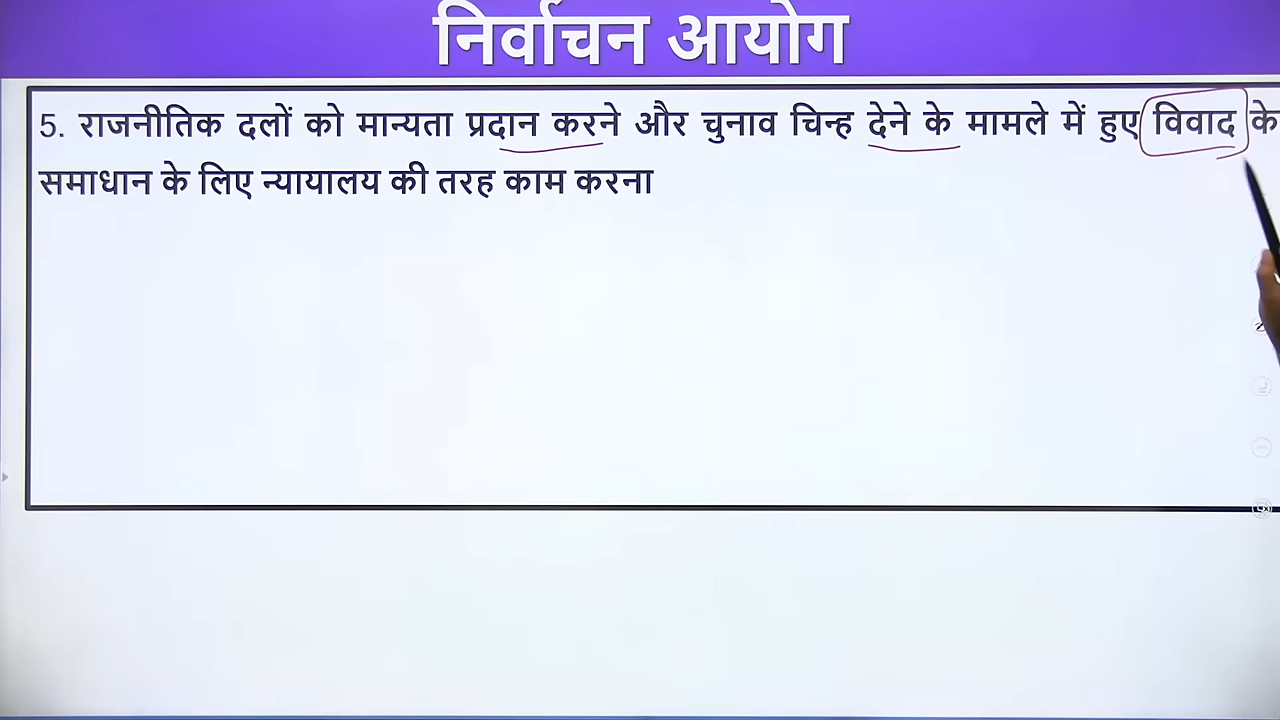 निर्वाचन आयोग
5. राजनीतिक दलों को मान्यता प्रदान करने और चुनाव चिन्ह देने के मामले में हुए विवाद के
समाधान के लिए न्यायालय की तरह काम करना